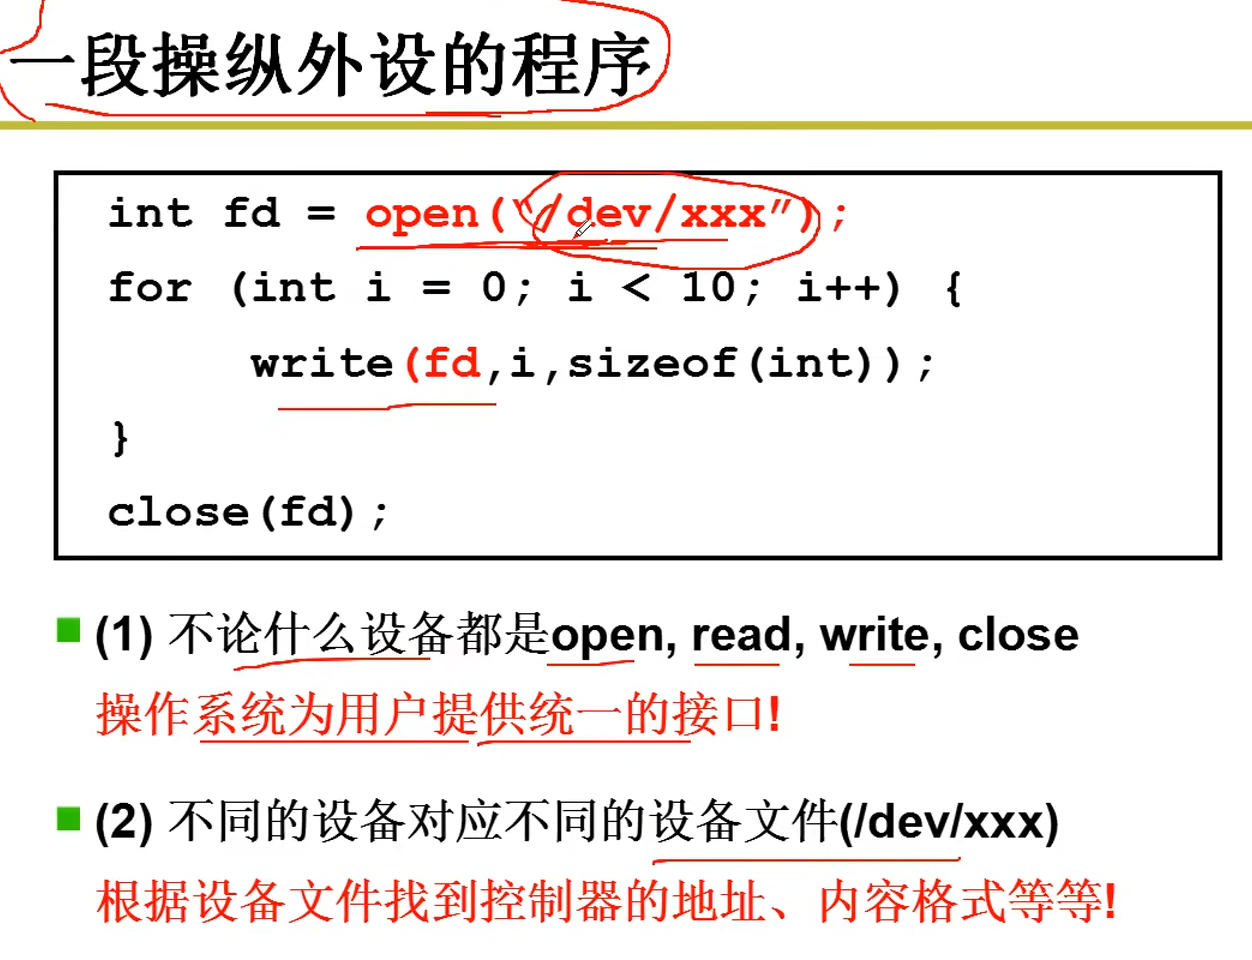 一段操纵外设的程序
int fd = open(“/dev/xxx”);
for (int i = 0; i < 10; i++) {
write(fd,i,sizeof(int));
}
close(fd);
(1) 不论什么设备都是open, read, write, close
操作系统为用户提供统一的接口!
(2) 不同的设备对应不同的设备文件(/dev/xxx)
根据设备文件找到控制器的地址、内容格式等等!